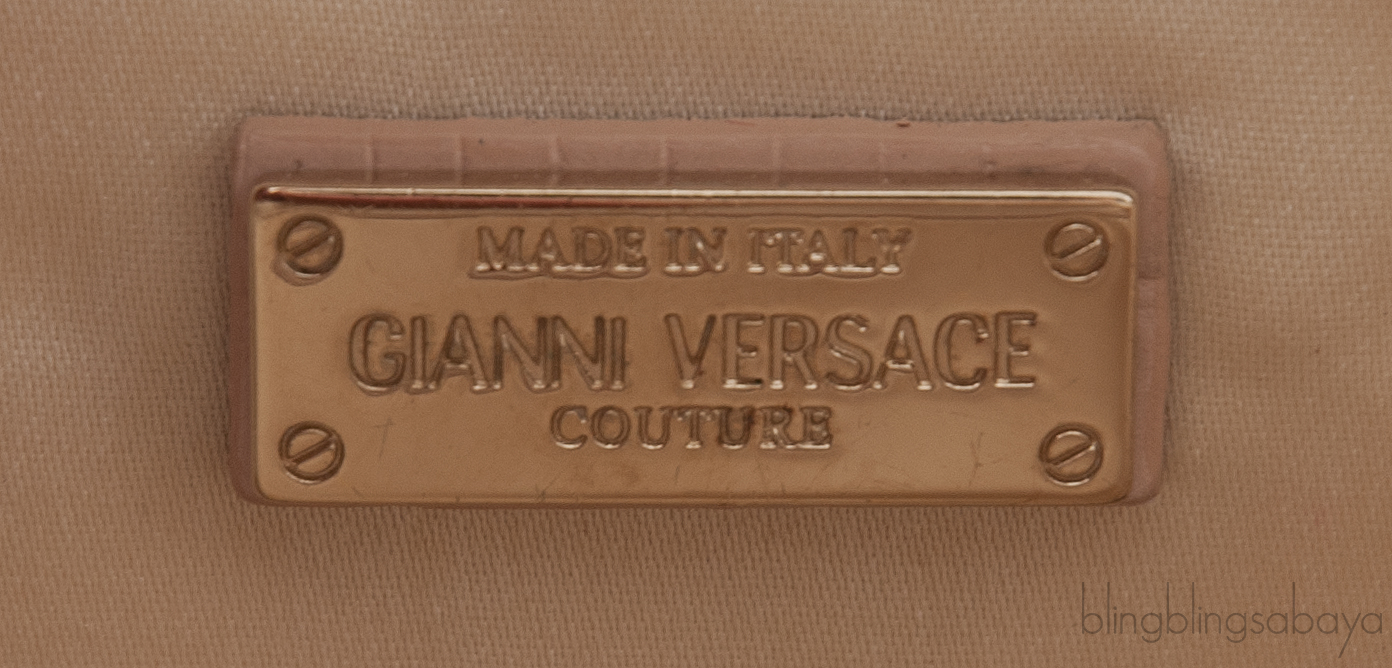 MADE IN ITALY
GIANNI VERSACE
COUTURE
blingblingsabaya